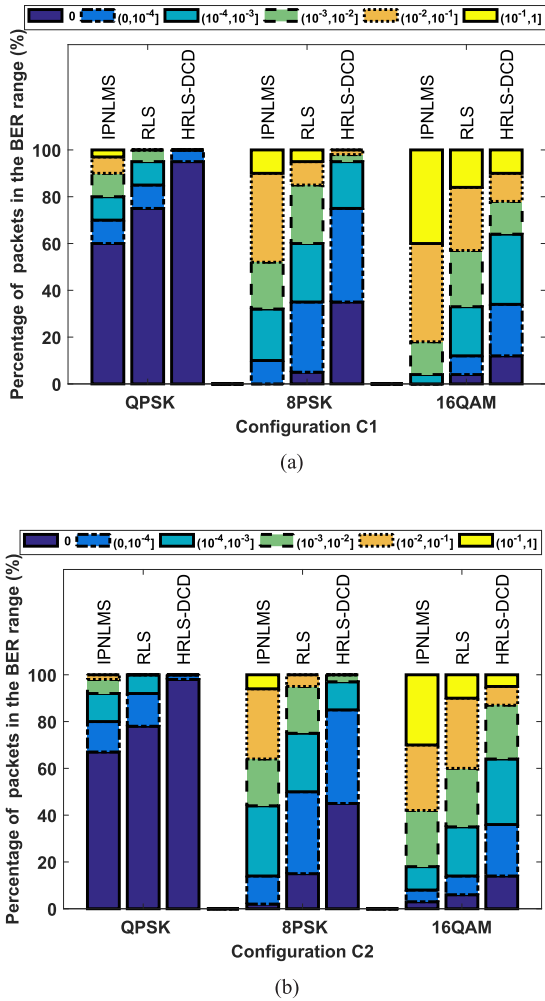 0 (0,10-4] (10-4,10-3] (10-3,10-2] (10-2,10-1] (10-1,1]
Percentage of packets in the BER range (%)
IPNLMS RLS HRLS-DCD IPNLMS RLS HRLS-DCD IPNLMS RLS HRLS-DCD
100
80
60
40
20
0
QPSK 8PSK 16QAM
Configuration C1
(a)
0 (0,10-4] (10-4,10-3] (10-3,10-2] (10-2,10-1] (10-1,1]
Percentage of packets in the BER range (%)
IPNLMS RLS HRLS-DCD IPNLMS RLS HRLS-DCD IPNLMS RLS HRLS-DCD
100
80
60
40
20
0
QPSK 8PSK 16QAM
Configuration C2
(b)